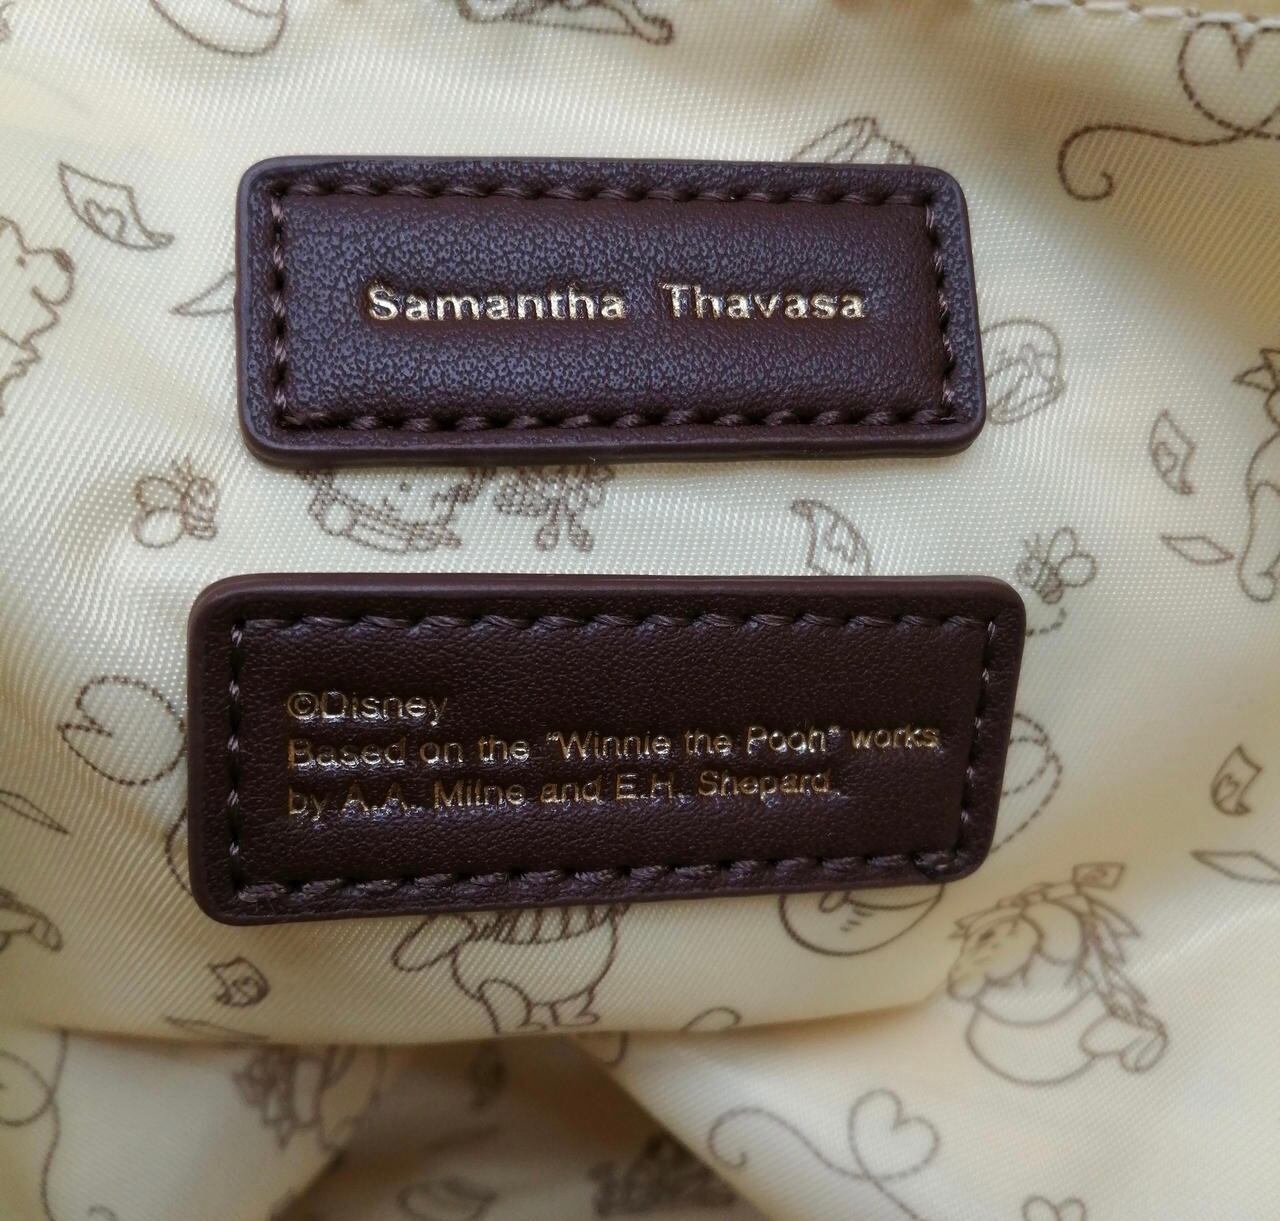 Samantha Thavasa
©Disney
Based on the "Winnie the Pooh" works
by A.A. Milne and E.H. Shepard